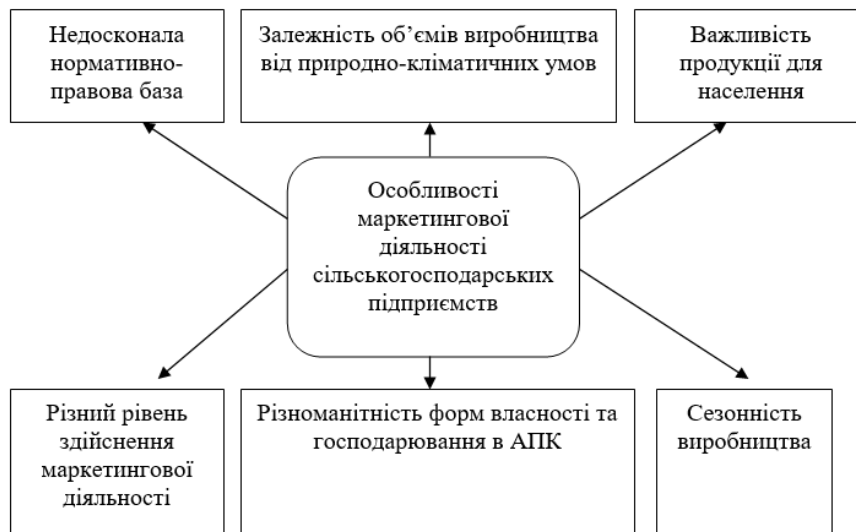 Недосконала
нормативно-
правова база
Залежність об’ємів виробництва
від природно-кліматичних умов
Важливість
продукції для
населення
Особливості
маркетингової
діяльності
сільськогосподарських
підприємств
Різний рівень
здійснення
маркетингової
діяльності
Різноманітність форм власності та
господарювання в АПК
Сезонність
виробництва